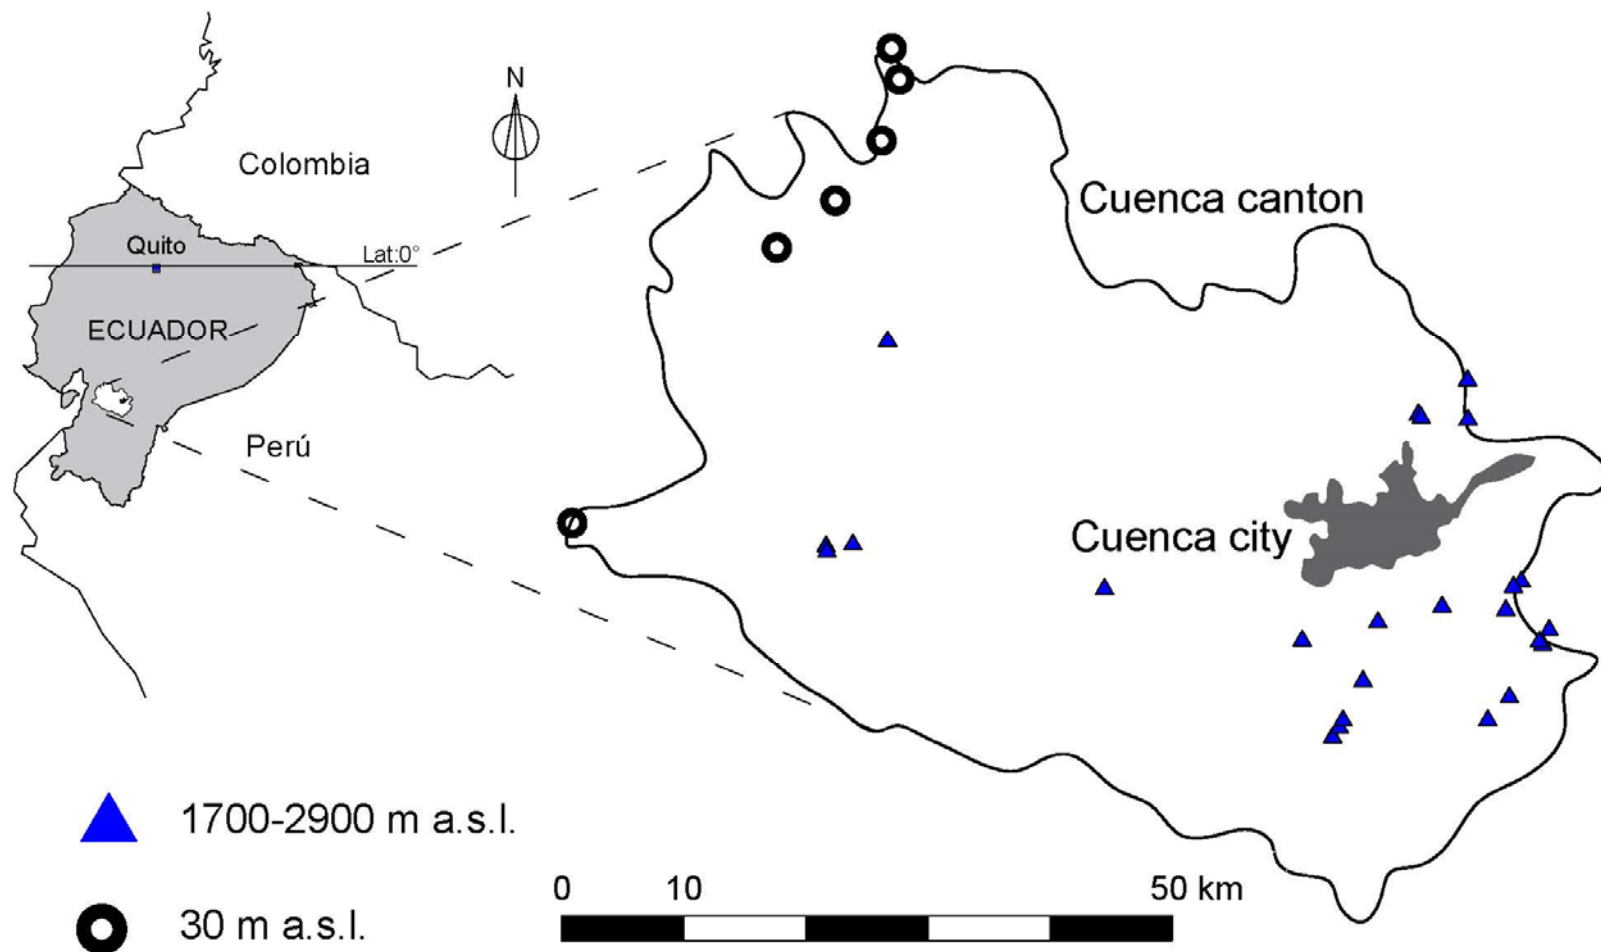 N
Colombia
Cuenca canton
Quito
Lat:0°
ECUADOR
Perú
Cuenca city
1700-2900 m a.s.l.
0 10 50 km
30 m a.s.l.